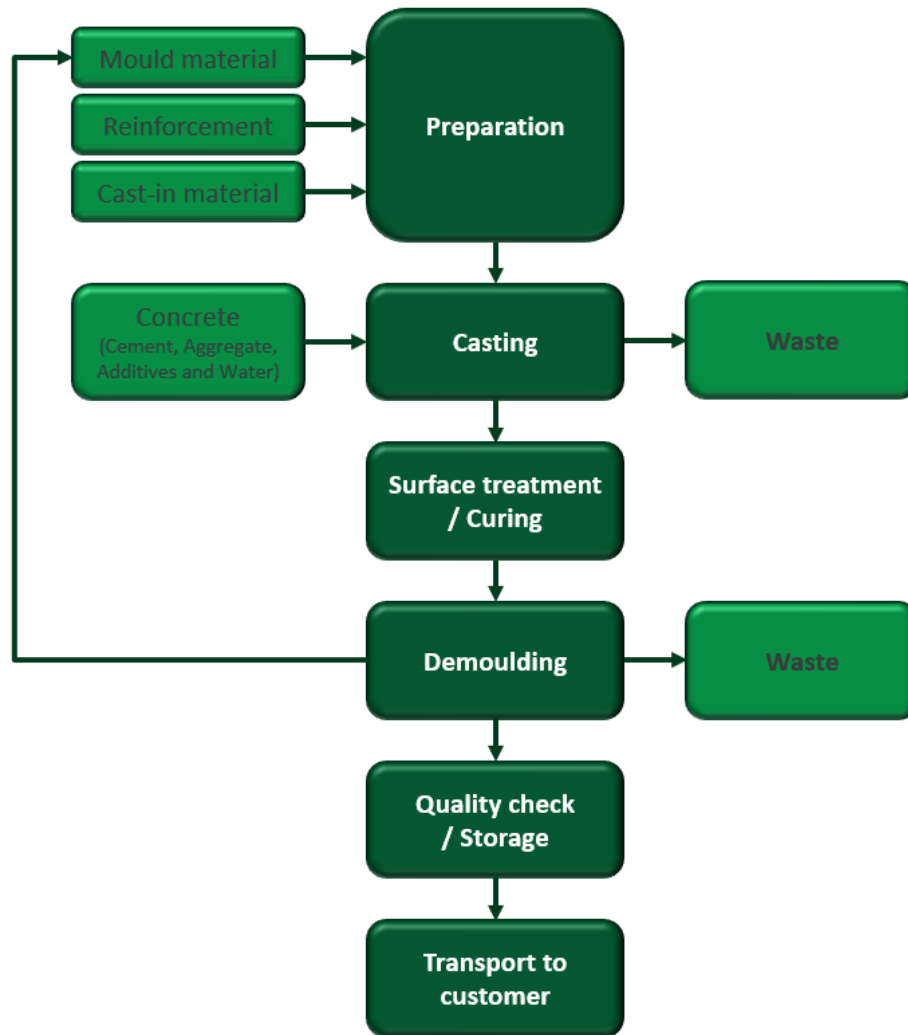 Mould material
Reinforcement
Cast-in material
Preparation
Concrete
(Cement, Aggregate,
Additives and Water)
Casting
Waste
Surface treatment
/ Curing
Demoulding
Waste
Quality check
/ Storage
Transport to
customer